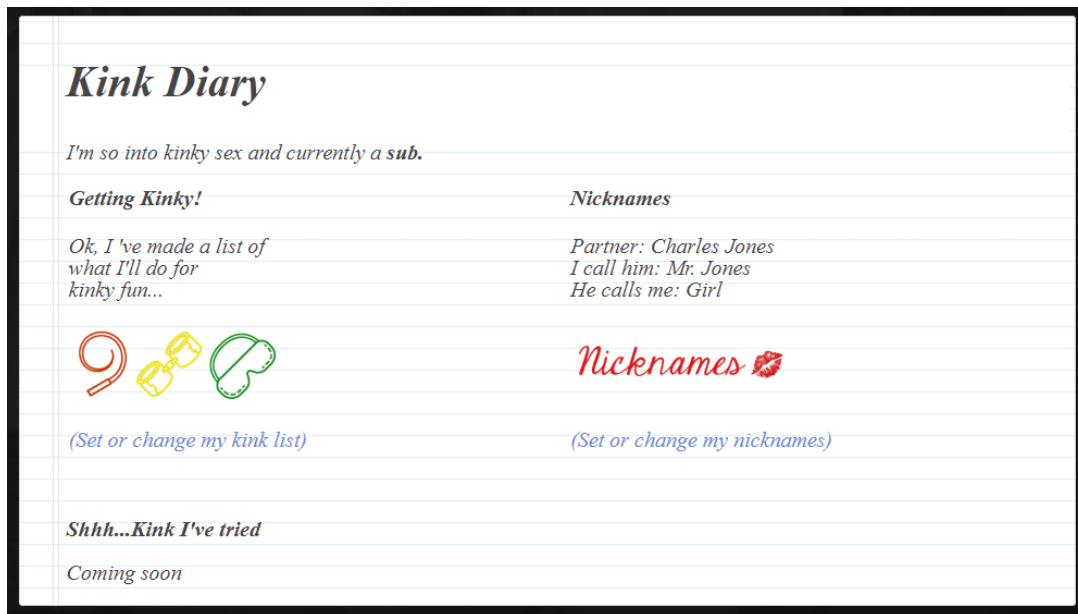 Kink Diary
I'm so into kinky sex and currently a sub.
Getting Kinky!
Ok, I 've made a list of
what I'll do for
kinky fun...
(Set or change my kink list)
Nicknames
Partner: Charles Jones
I call him: Mr. Jones
He calls me: Girl
Nicknames
(Set or change my nicknames)
Shhh...Kink I've tried
Coming soon